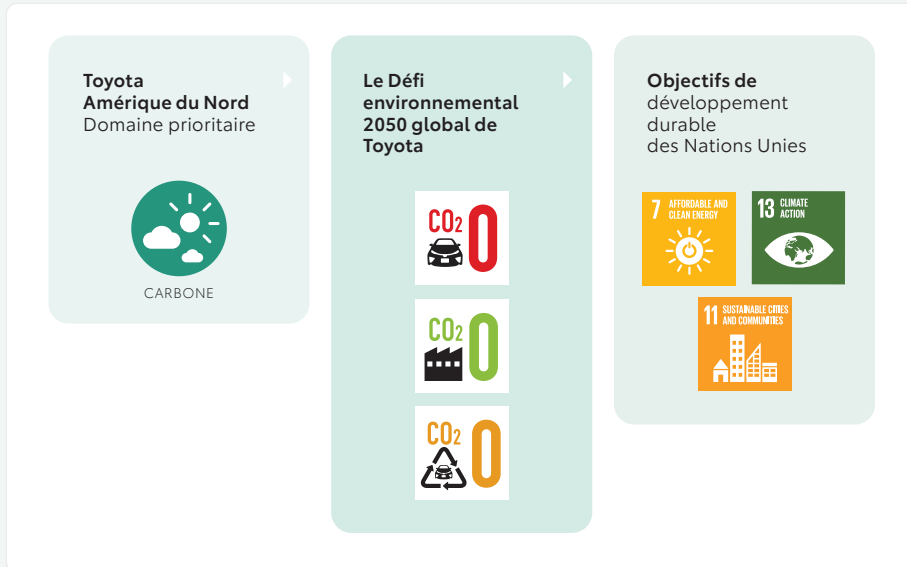 Toyota
Amérique du Nord
Domaine prioritaire
CARBONE
Le Défi
environnemental
2050 global de
Toyota
CO2 0
CO2 0
CO2 0
Objectifs de
développement
durable
des Nations Unies
7 AFFORDABLE AND
CLEAN ENERGY
13 CLIMATE
ACTION
11 SUSTAINABLE CITIES
AND COMMUNITIES